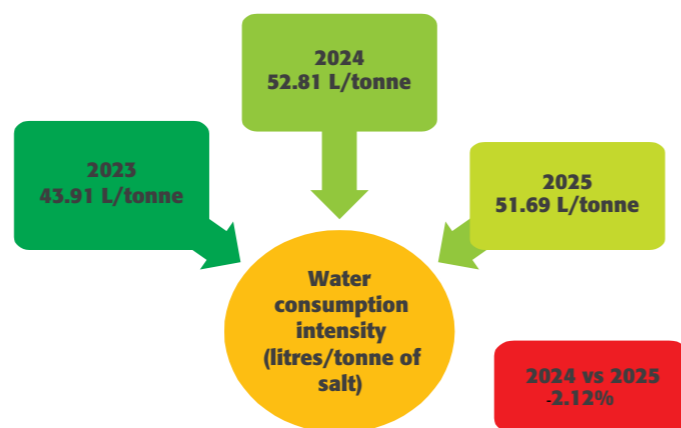 2024
52.81 L/tonne
2023
43.91 L/tonne
2025
51.69 L/tonne
Water
consumption
intensity
(litres/tonne of
salt)
2024 vs 2025
-2.12%